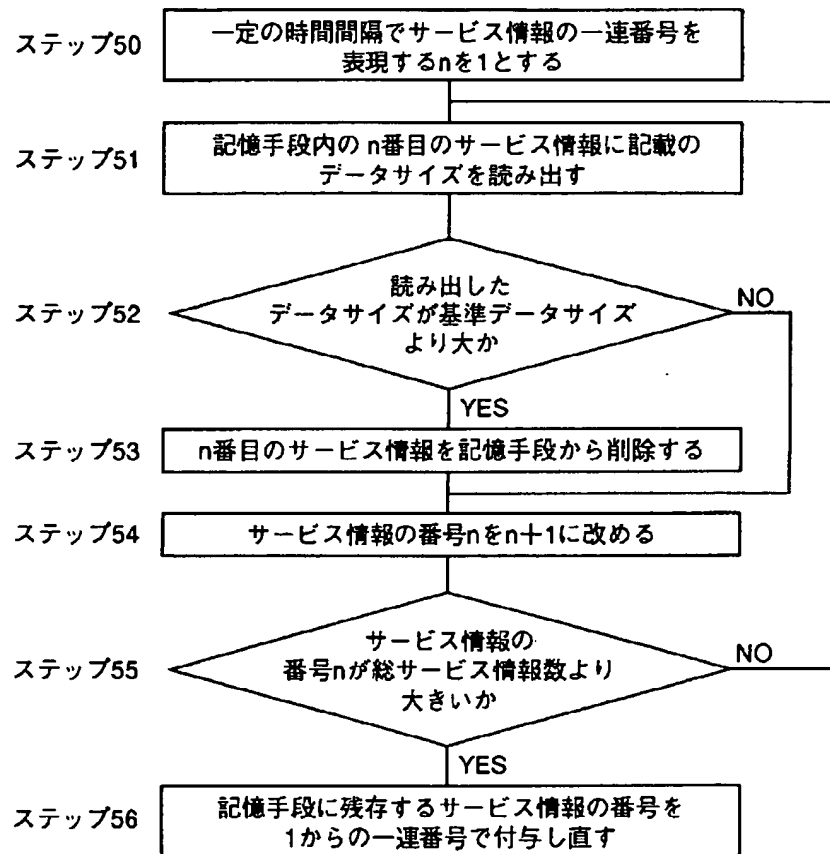 ステップ50
一定の時間間隔でサービス情報の一連番号を
表現するnを1とする
ステップ51
記憶手段内のn番目のサービス情報に記載の
データサイズを読み出す
ステップ52
読み出した
データサイズが基準データサイズ
より大か
NO
YES
ステップ53
n番目のサービス情報を記憶手段から削除する
ステップ54
サービス情報の番号nをn+1に改める
ステップ55
サービス情報の
番号nが総サービス情報数より
大きいか
NO
YES
ステップ56
記憶手段に残存するサービス情報の番号を
1からの一連番号で付与し直す